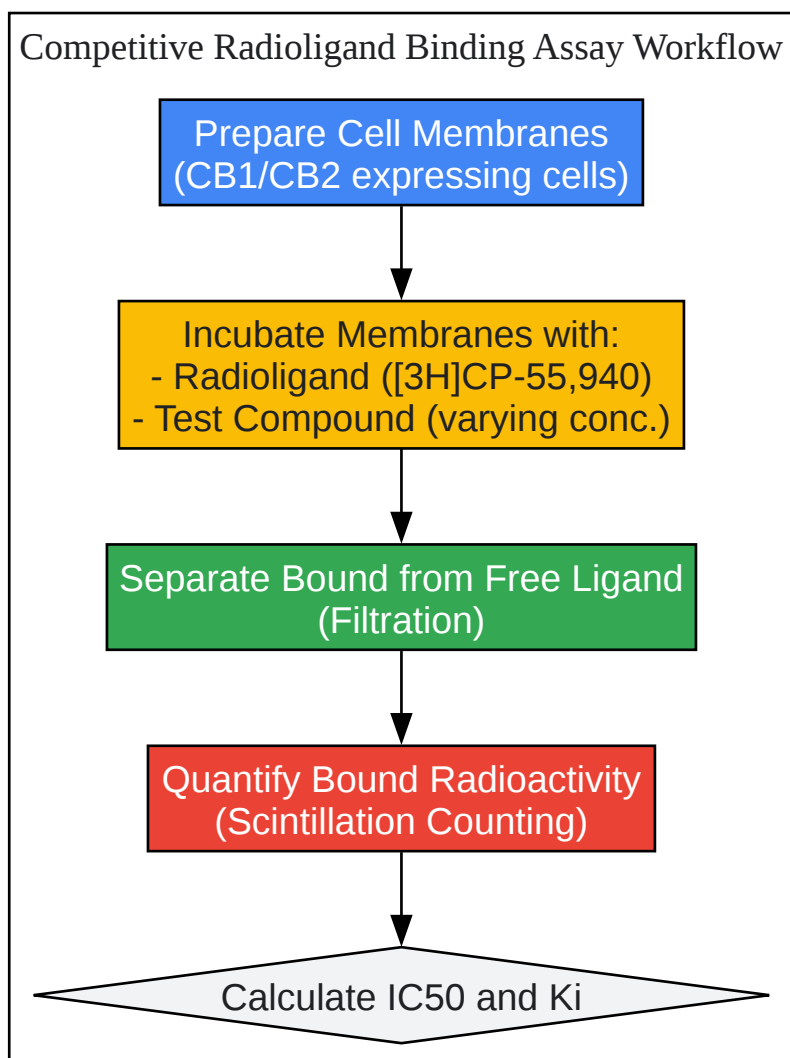 Competitive Radioligand Binding Assay Workflow
Prepare Cell Membranes
(CB1/CB2 expressing cells)
Incubate Membranes with:
- Radioligand ([3H]CP-55,940)
- Test Compound (varying conc.)
Separate Bound from Free Ligand
(Filtration)
Quantify Bound Radioactivity
(Scintillation Counting)
Calculate IC50 and Ki